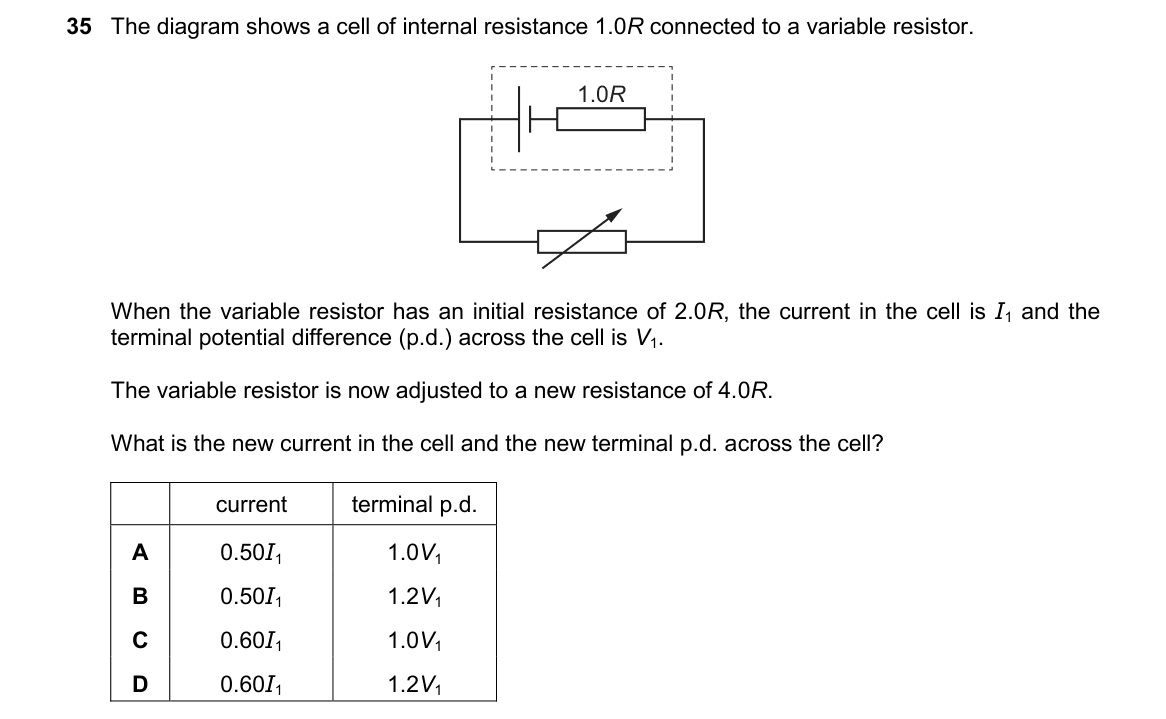 35 The diagram shows a cell of internal resistance 1.0R connected to a variable resistor.
1.0R
When the variable resistor has an initial resistance of 2.0R, the current in the cell is I₁ and the
terminal potential difference (p.d.) across the cell is V₁.
The variable resistor is now adjusted to a new resistance of 4.0R.
What is the new current in the cell and the new terminal p.d. across the cell?
current terminal p.d.
A 0.50I₁ 1.0V₁
B 0.50I₁ 1.2V₁
C 0.60I₁ 1.0V₁
D 0.60I₁ 1.2V₁